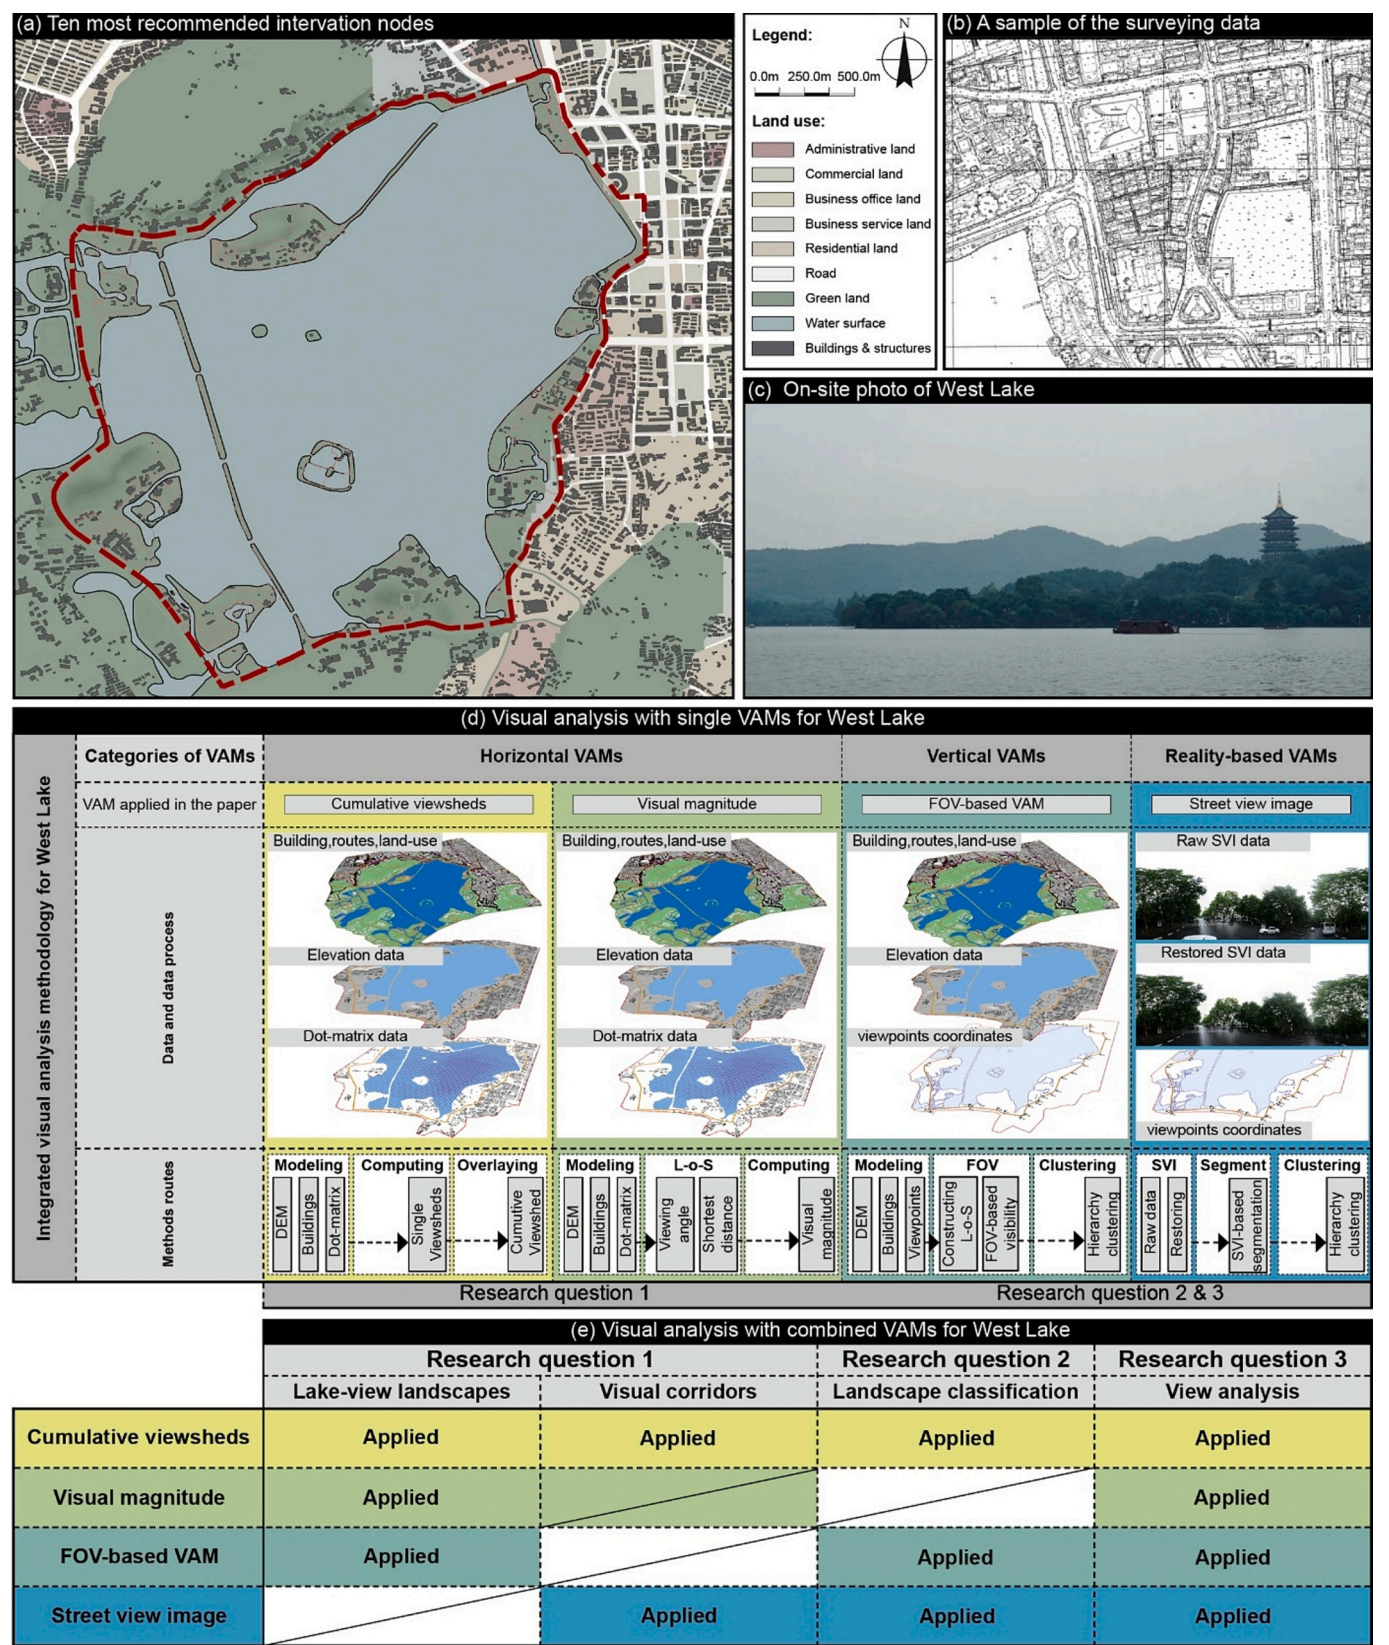 (a) Ten most recommended intervation nodes
Legend:
N
0.0m 250.0m 500.0m
Land use:
Administrative land
Commercial land
Business office land
Business service land
Residential land
Road
Green land
Water surface
Buildings & structures
(b) A sample of the surveying data
(c) On-site photo of West Lake
(d) Visual analysis with single VAMs for West Lake
Integrated visual analysis methodology for West Lake
Categories of VAMs
Horizontal VAMs
Vertical VAMs
Reality-based VAMs
VAM applied in the paper
Cumulative viewsheds
Visual magnitude
FOV-based VAM
Street view image
Data and data process
Building,routes,land-use
Elevation data
Dot-matrix data
Building,routes,land-use
Elevation data
Dot-matrix data
Building,routes,land-use
Elevation data
viewpoints coordinates
Raw SVI data
Restored SVI data
viewpoints coordinates
Methods routes
Modeling
DEM
Buildings
Dot-matrix
Computing
Single
Viewsheds
Overlaying
Cumutive
Viewshed
Modeling
DEM
Buildings
Dot-matrix
L-o-S
Viewing
angle
Shortest
distance
Computing
Visual
magnitude
Modeling
DEM
Buildings
Viewpoints
FOV
Constructing
L-o-S
FOV-based
visibility
Clustering
Hierarchy
clustering
SVI
Raw data
Restoring
Segment
SVI-based
segmentation
Clustering
Hierarchy
clustering
Research question 1
Research question 2 & 3
(e) Visual analysis with combined VAMs for West Lake
Research question 1
Research question 2
Research question 3
Lake-view landscapes
Visual corridors
Landscape classification
View analysis
Cumulative viewsheds
Applied
Applied
Applied
Applied
Visual magnitude
Applied
Applied
FOV-based VAM
Applied
Applied
Applied
Street view image
Applied
Applied
Applied